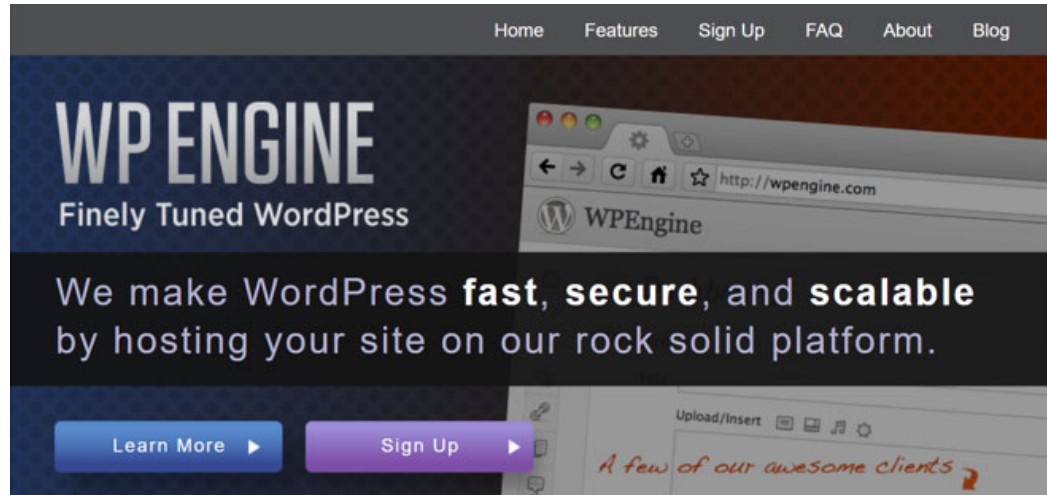 Home Features Sign Up FAQ About Blog
WP ENGINE
Finely Tuned WordPress
http://wpengine.com
WPEngine
We make WordPress fast, secure, and scalable
by hosting your site on our rock solid platform.
Upload/Insert
Learn More Sign Up
A few of our awesome clients